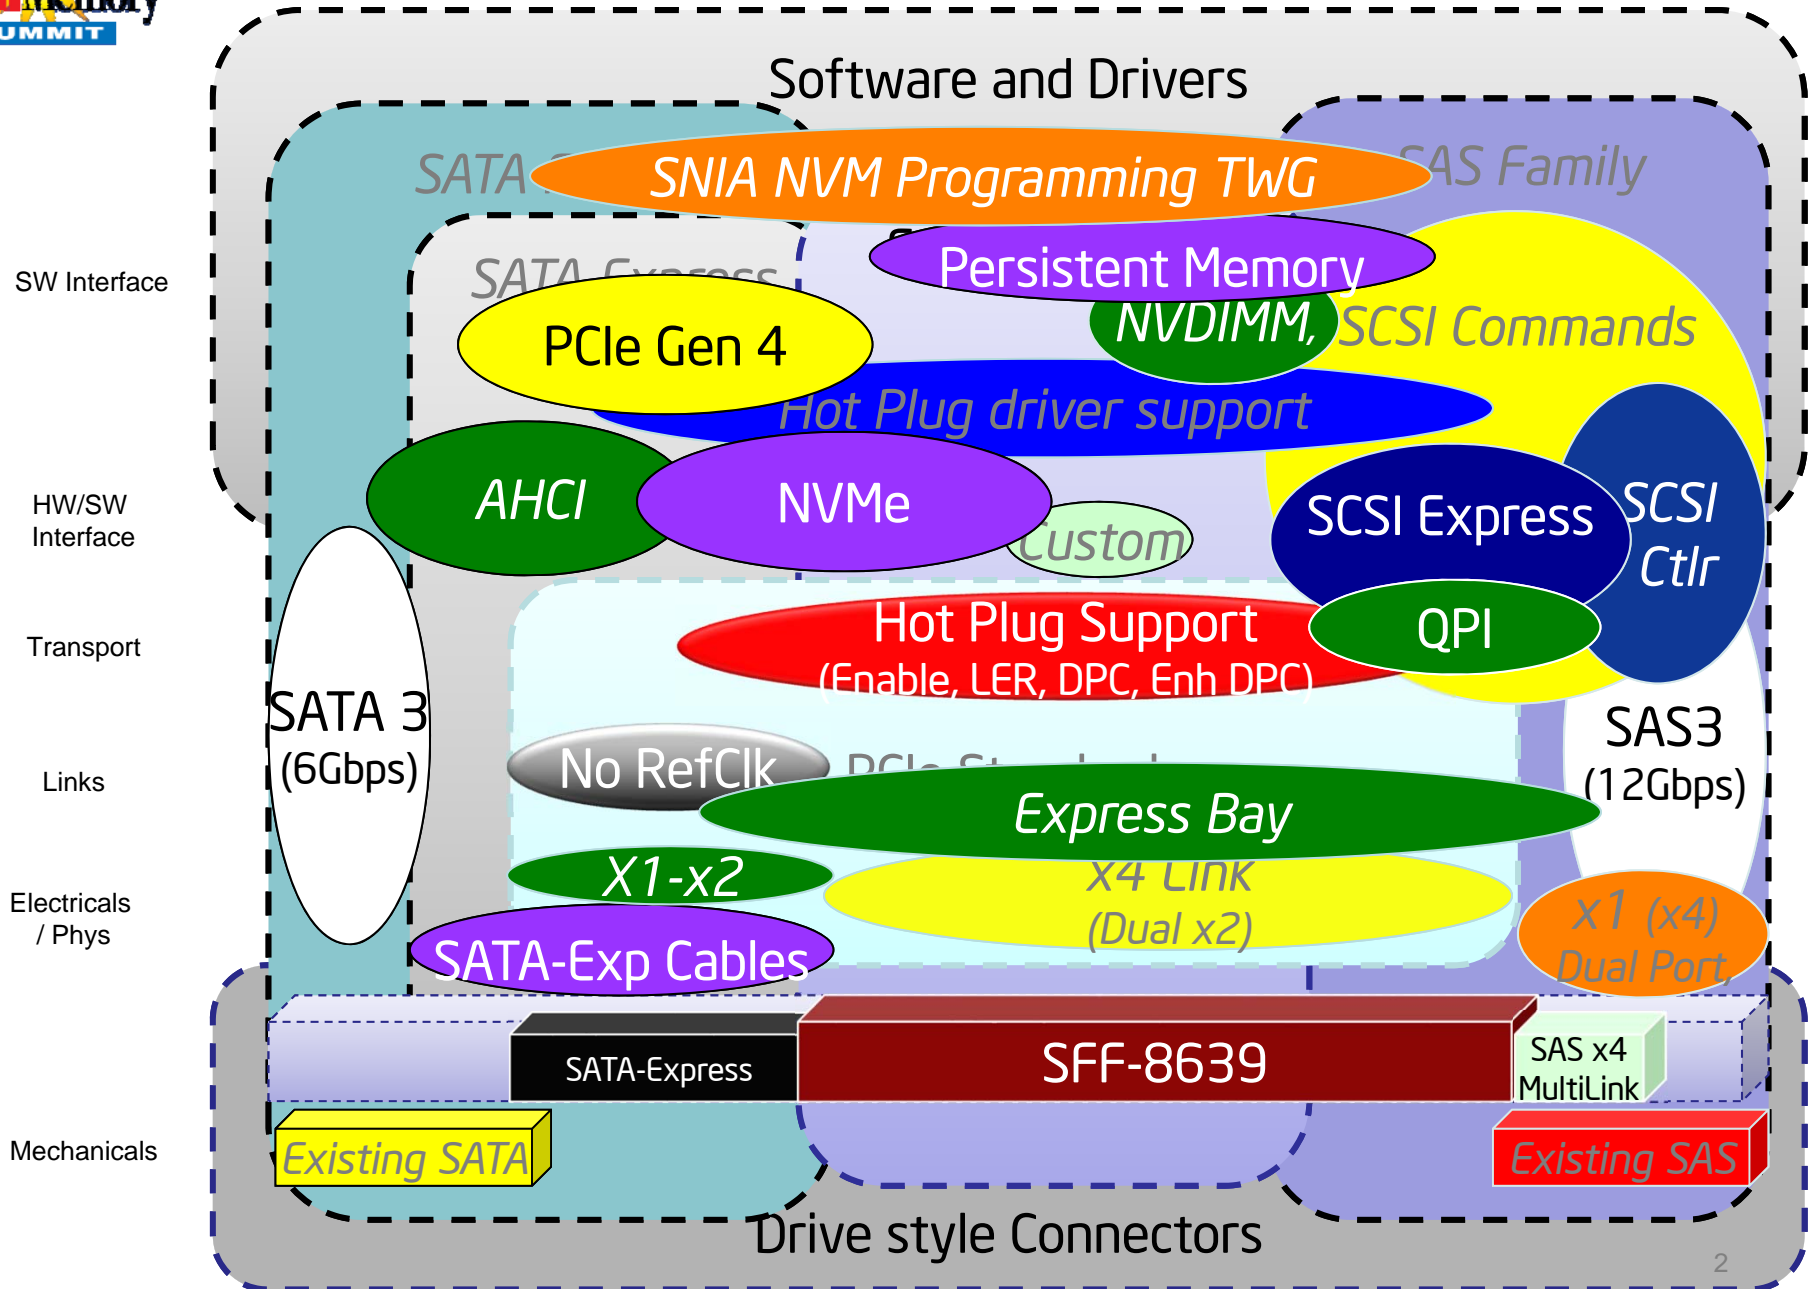 Memory
SUMMIT
Software and Drivers
SATA
SNIA NVM Programming TWG
SAS Family
SW Interface
SATA Express
Persistent Memory
PCIe Gen 4
NVDIMM,
SCSI Commands
Hot Plug driver support
HW/SW
Interface
AHCI
NVMe
Custom
SCSI Express
SCSI
Ctlr
Transport
Hot Plug Support
(Enable, LER, DPC, Enh DPC)
QPI
SATA 3
(6Gbps)
SAS3
(12Gbps)
Links
No RefClk
PCIe
Express Bay
Electricals
/ Phys
X1-x2
X4 Link
(Dual x2)
x1 (x4)
Dual Port,
SATA-Exp Cables
SATA-Express
SFF-8639
SAS x4
MultiLink
Mechanicals
Existing SATA
Existing SAS
Drive style Connectors
2